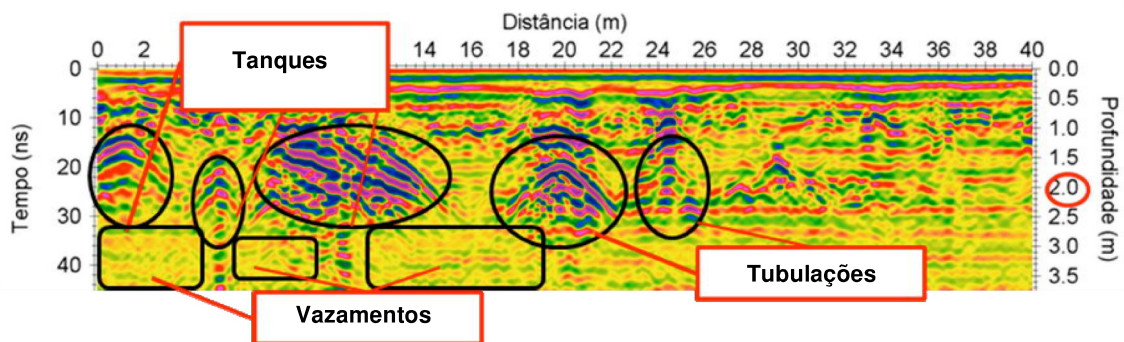 Distância (m)
0 2 14 16 18 20 22 24 26 28 30 32 34 36 38 40
Tanques
Tempo (ns)
0
10
20
30
40
0.0
0.5
1.0
1.5
2.0
2.5
3.0
3.5
Profundidade (m)
Tubulações
Vazamentos